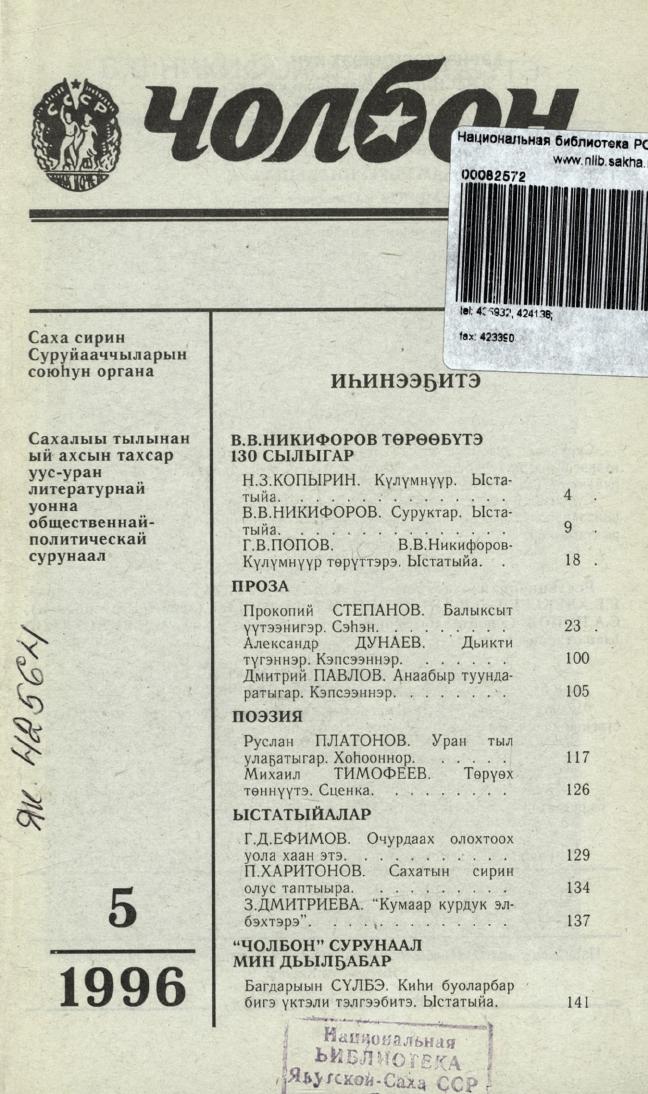 СССР
ЧОЛБОН
Национальная библиотека РС
www.nlib.sakha.
00082572
fax: 423390
Саха сирин
Суруйааччыларын
союһун органа
Сахалыы тылынан
ый ахсын тахсар
уус-уран
литературнай
уонна
общественнай-
политическай
сурунаал
5
1996
Як. 42564
ИҺИНЭЭҔИТЭ
В.В.НИКИФОРОВ ТӨРӨӨБҮТЭ
130 СЫЛЫГАР
Н.З.КОПЫРИН. Күлүмнүүр. Ыста-
тыйа. 4
В.В.НИКИФОРОВ. Суруктар. Ыста-
тыйа. 9
Г.В.ПОПОВ. В.В.Никифоров-
Күлүмнүүр төрүттэрэ. Ыстатыйа. 18
ПРОЗА
Прокопий СТЕПАНОВ. Балыксыт
үүтээнигэр. Сэһэн. 23
Александр ДУНАЕВ. Дьикти
түгэннэр. Кэпсээннэр. 100
Дмитрий ПАВЛОВ. Анаабыр туунда-
ратыгар. Кэпсээннэр. 105
ПОЭЗИЯ
Руслан ПЛАТОНОВ. Уран тыл
улаҕатыгар. Хоһооннор. 117
Михаил ТИМОФЕЕВ. Төрүөх
төннүүтэ. Сценка. 126
ЫСТАТЫЙАЛАР
Г.Д.ЕФИМОВ. Очурдаах олохтоох
уола хаан этэ. 129
П.ХАРИТОНОВ. Сахатын сирин
олус таптыыра. 134
З.ДМИТРИЕВА. "Кумаар курдук эл-
бэхтэрэ". 137
"ЧОЛБОН" СУРУНААЛ
МИН ДЬЫЛҔАБАР
Багдарыын СҮЛБЭ. Киһи буоларбар
бигэ үктэли тэлгээбитэ. Ыстатыйа. 141
Национальная
БИБЛИОТЕКА
Якутской-Саха ССР